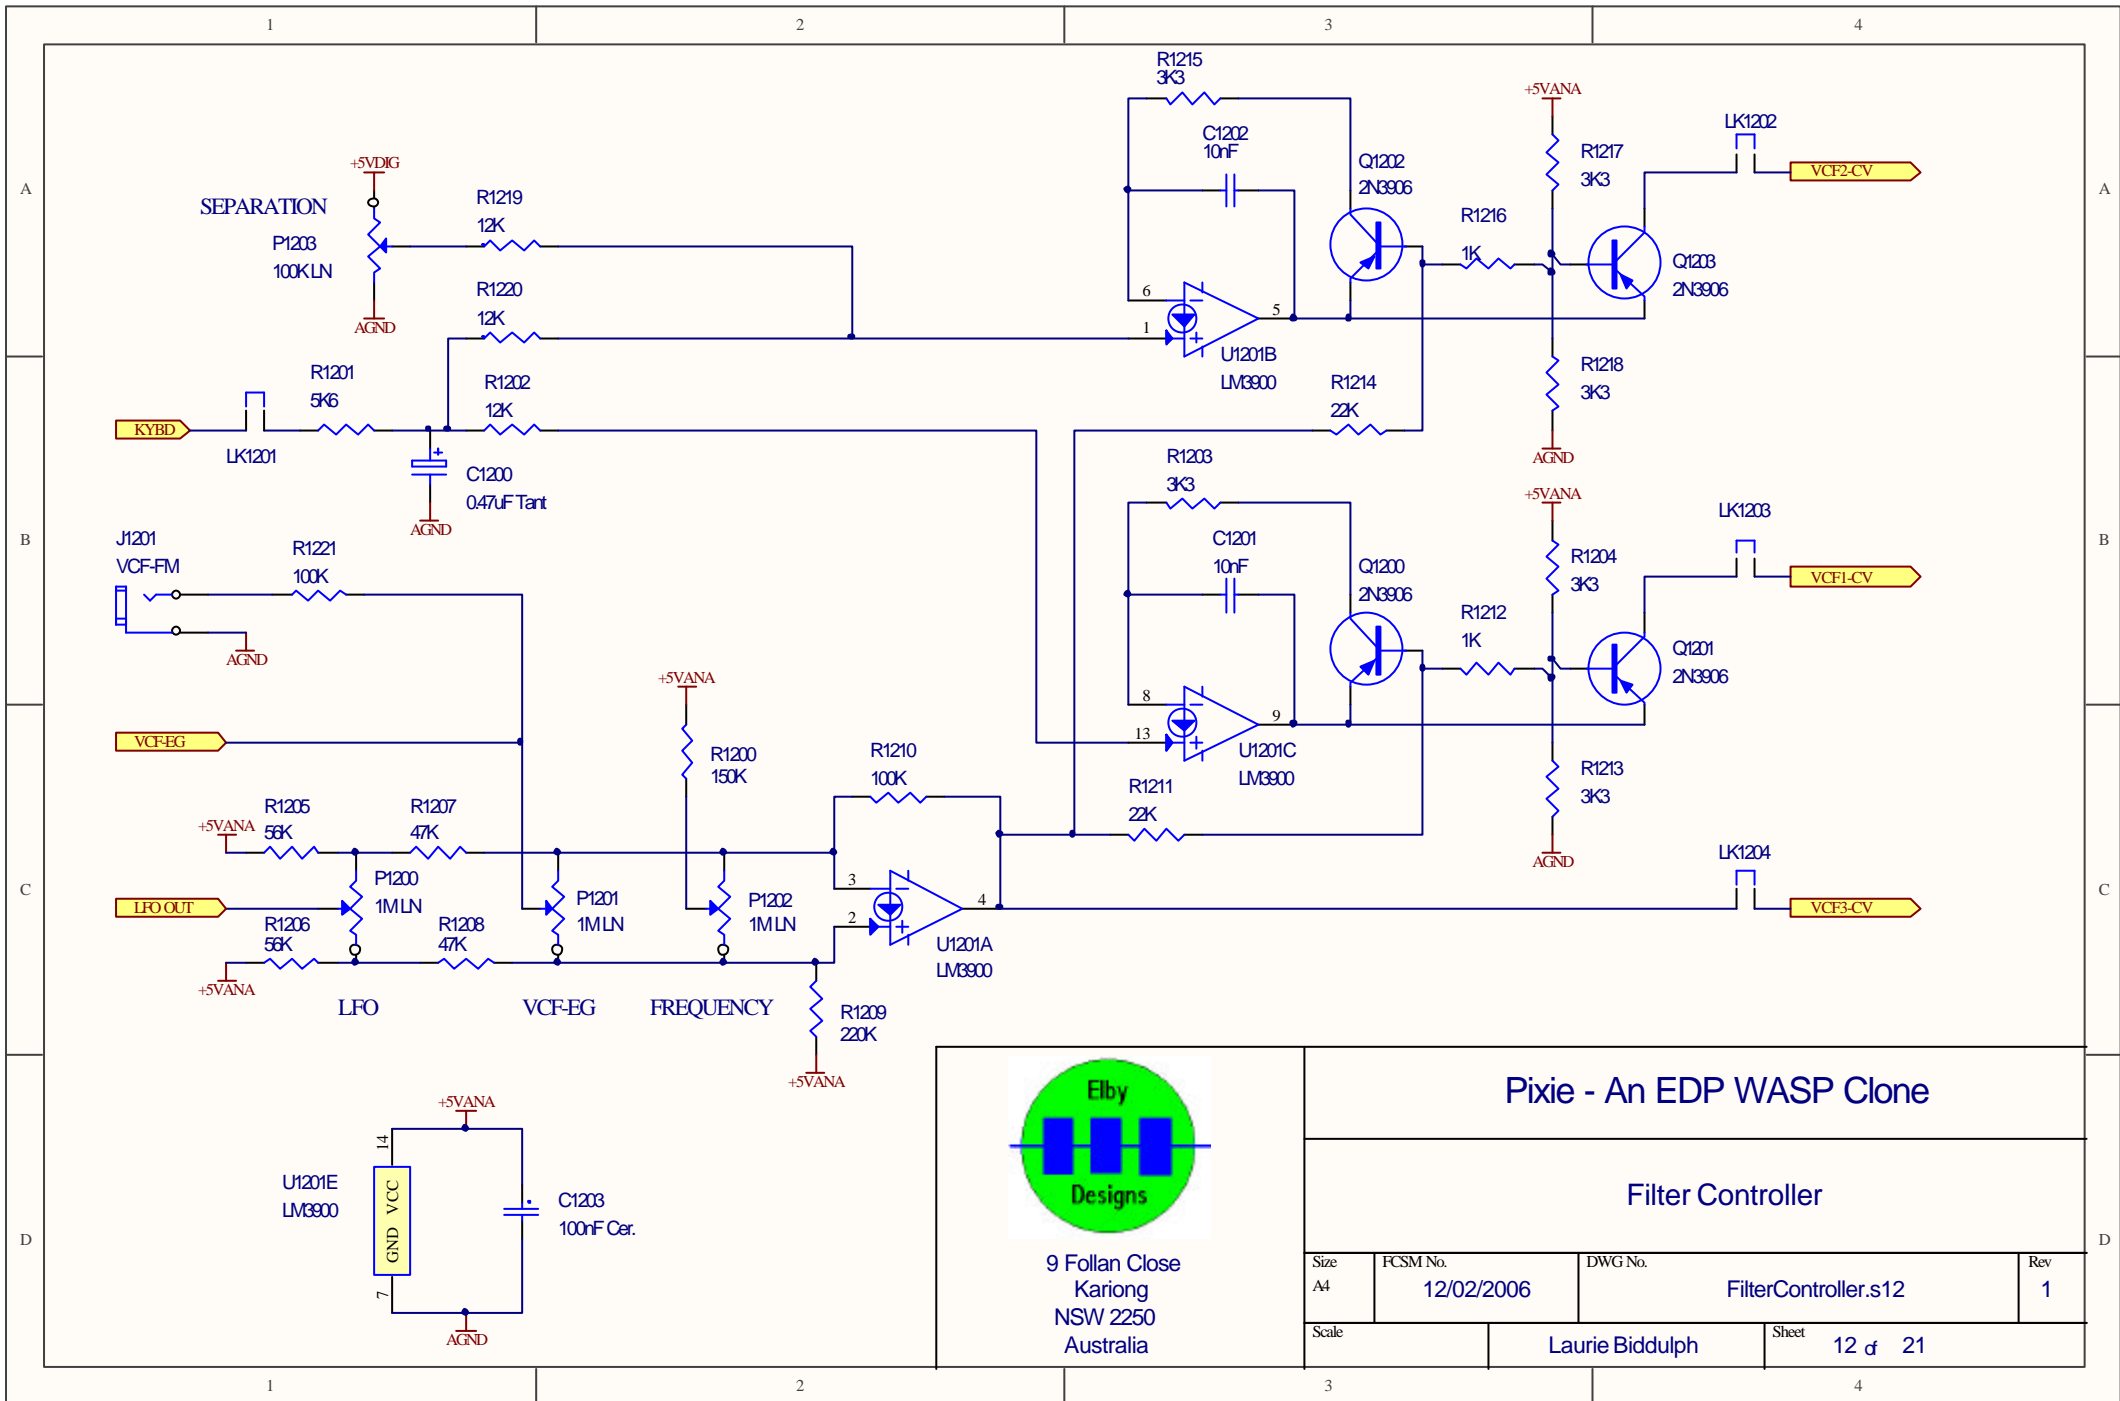 1 2 3 4
A A
B B
C C
D D
1 2 3 4
+5VDIG
SEPARATION
P1203
100K LN
AGND
R1219
12K
R1220
12K
R1201
5K6
R1202
12K
KYBD
LK1201
C1200
0.47uF Tant
AGND
R1215
3K3
C1202
10nF
Q1202
2N3906
6
1
5
U1201B
LM3900
+5VANA
R1217
3K3
R1216
1K
Q1203
2N3906
LK1202
VCF2-CV
R1218
3K3
AGND
R1214
22K
R1203
3K3
C1201
10nF
Q1200
2N3906
8
13
9
U1201C
LM3900
+5VANA
R1204
3K3
R1212
1K
Q1201
2N3906
LK1203
VCF1-CV
R1213
3K3
AGND
R1211
22K
J1201
VCF-FM
R1221
100K
AGND
VCF-EG
+5VANA
R1200
150K
R1210
100K
R1205
56K
R1207
47K
+5VANA
LFO OUT
P1200
1M LN
P1201
1M LN
P1202
1M LN
3
2
4
U1201A
LM3900
R1206
56K
R1208
47K
+5VANA
LFO
VCF-EG
FREQUENCY
R1209
220K
+5VANA
LK1204
VCF3-CV
+5VANA
14
U1201E
LM3900
GND VCC
7
C1203
100nF Cer.
AGND
Elby
Designs
9 Follan Close
Kariong
NSW 2250
Australia
Pixie - An EDP WASP Clone
Filter Controller
Size
A4
FCSM No.
12/02/2006
DWG No.
FilterController.s12
Rev
1
Scale
Laurie Biddulph
Sheet
12 of 21